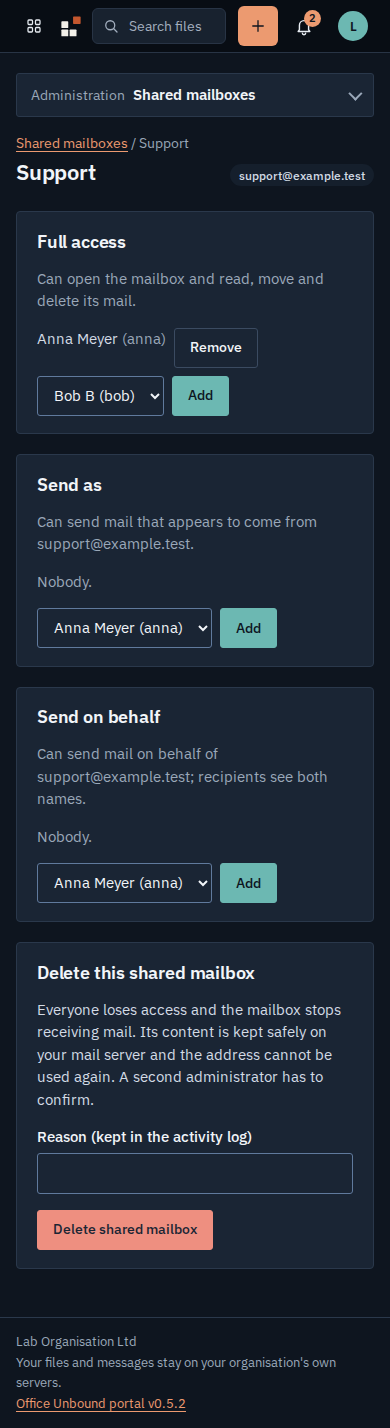 Search files
2
L
Administration Shared mailboxes
Shared mailboxes / Support
Support
support@example.test
Full access
Can open the mailbox and read, move and
delete its mail.
Anna Meyer (anna)
Remove
Bob B (bob)
Add
Send as
Can send mail that appears to come from
support@example.test.
Nobody.
Anna Meyer (anna)
Add
Send on behalf
Can send mail on behalf of
support@example.test; recipients see both
names.
Nobody.
Anna Meyer (anna)
Add
Delete this shared mailbox
Everyone loses access and the mailbox stops
receiving mail. Its content is kept safely on
your mail server and the address cannot be
used again. A second administrator has to
confirm.
Reason (kept in the activity log)
Delete shared mailbox
Lab Organisation Ltd
Your files and messages stay on your organisation's own
servers.
Office Unbound portal v0.5.2